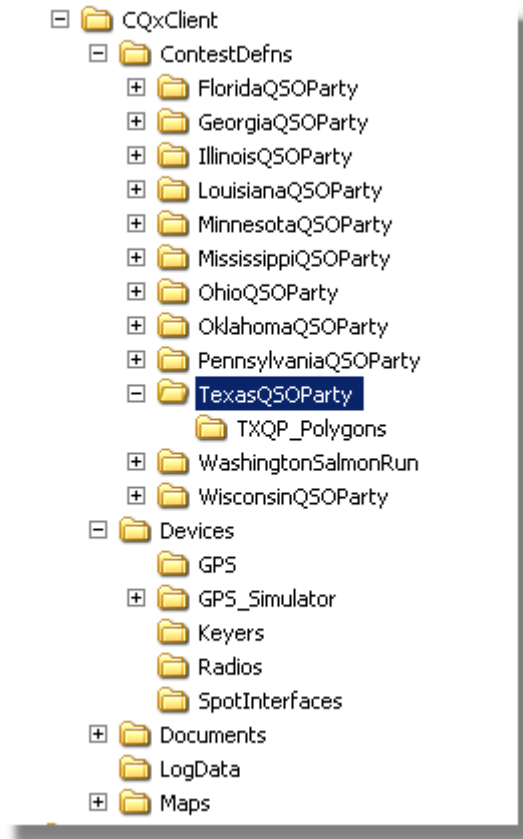 CQxClient
ContestDefns
FloridaQSOParty
GeorgiaQSOParty
IllinoisQSOParty
LouisianaQSOParty
MinnesotaQSOParty
MississippiQSOParty
OhioQSOParty
OklahomaQSOParty
PennsylvaniaQSOParty
TexasQSOParty
TXQP_Polygons
WashingtonSalmonRun
WisconsinQSOParty
Devices
GPS
GPS_Simulator
Keyers
Radios
SpotInterfaces
Documents
LogData
Maps